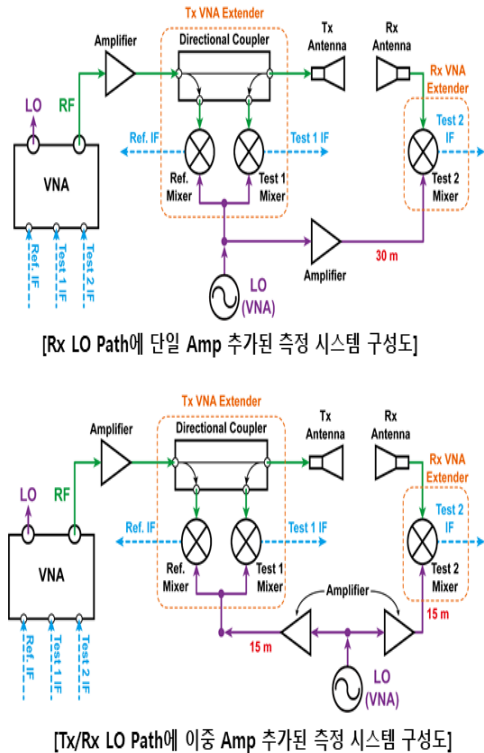 Tx VNA Extender
Amplifier
Directional Coupler
Tx
Antenna
Rx
Antenna
Rx VNA
Extender
LO
RF
Ref. IF
Test 1 IF
Test 2
IF
VNA
Ref.
Mixer
Test 1
Mixer
Test 2
Mixer
Ref. IF
Test 1 IF
Test 2 IF
Amplifier
30 m
LO
(VNA)
[Rx LO Path에 단일 Amp 추가된 측정 시스템 구성도]
Tx VNA Extender
Amplifier
Directional Coupler
Tx
Antenna
Rx
Antenna
Rx VNA
Extender
LO
RF
Ref. IF
Test 1 IF
Test 2
IF
VNA
Ref.
Mixer
Test 1
Mixer
Test 2
Mixer
Amplifier
Ref. IF
Test 1 IF
Test 2 IF
15 m
15 m
LO
(VNA)
[Tx/Rx LO Path에 이중 Amp 추가된 측정 시스템 구성도]